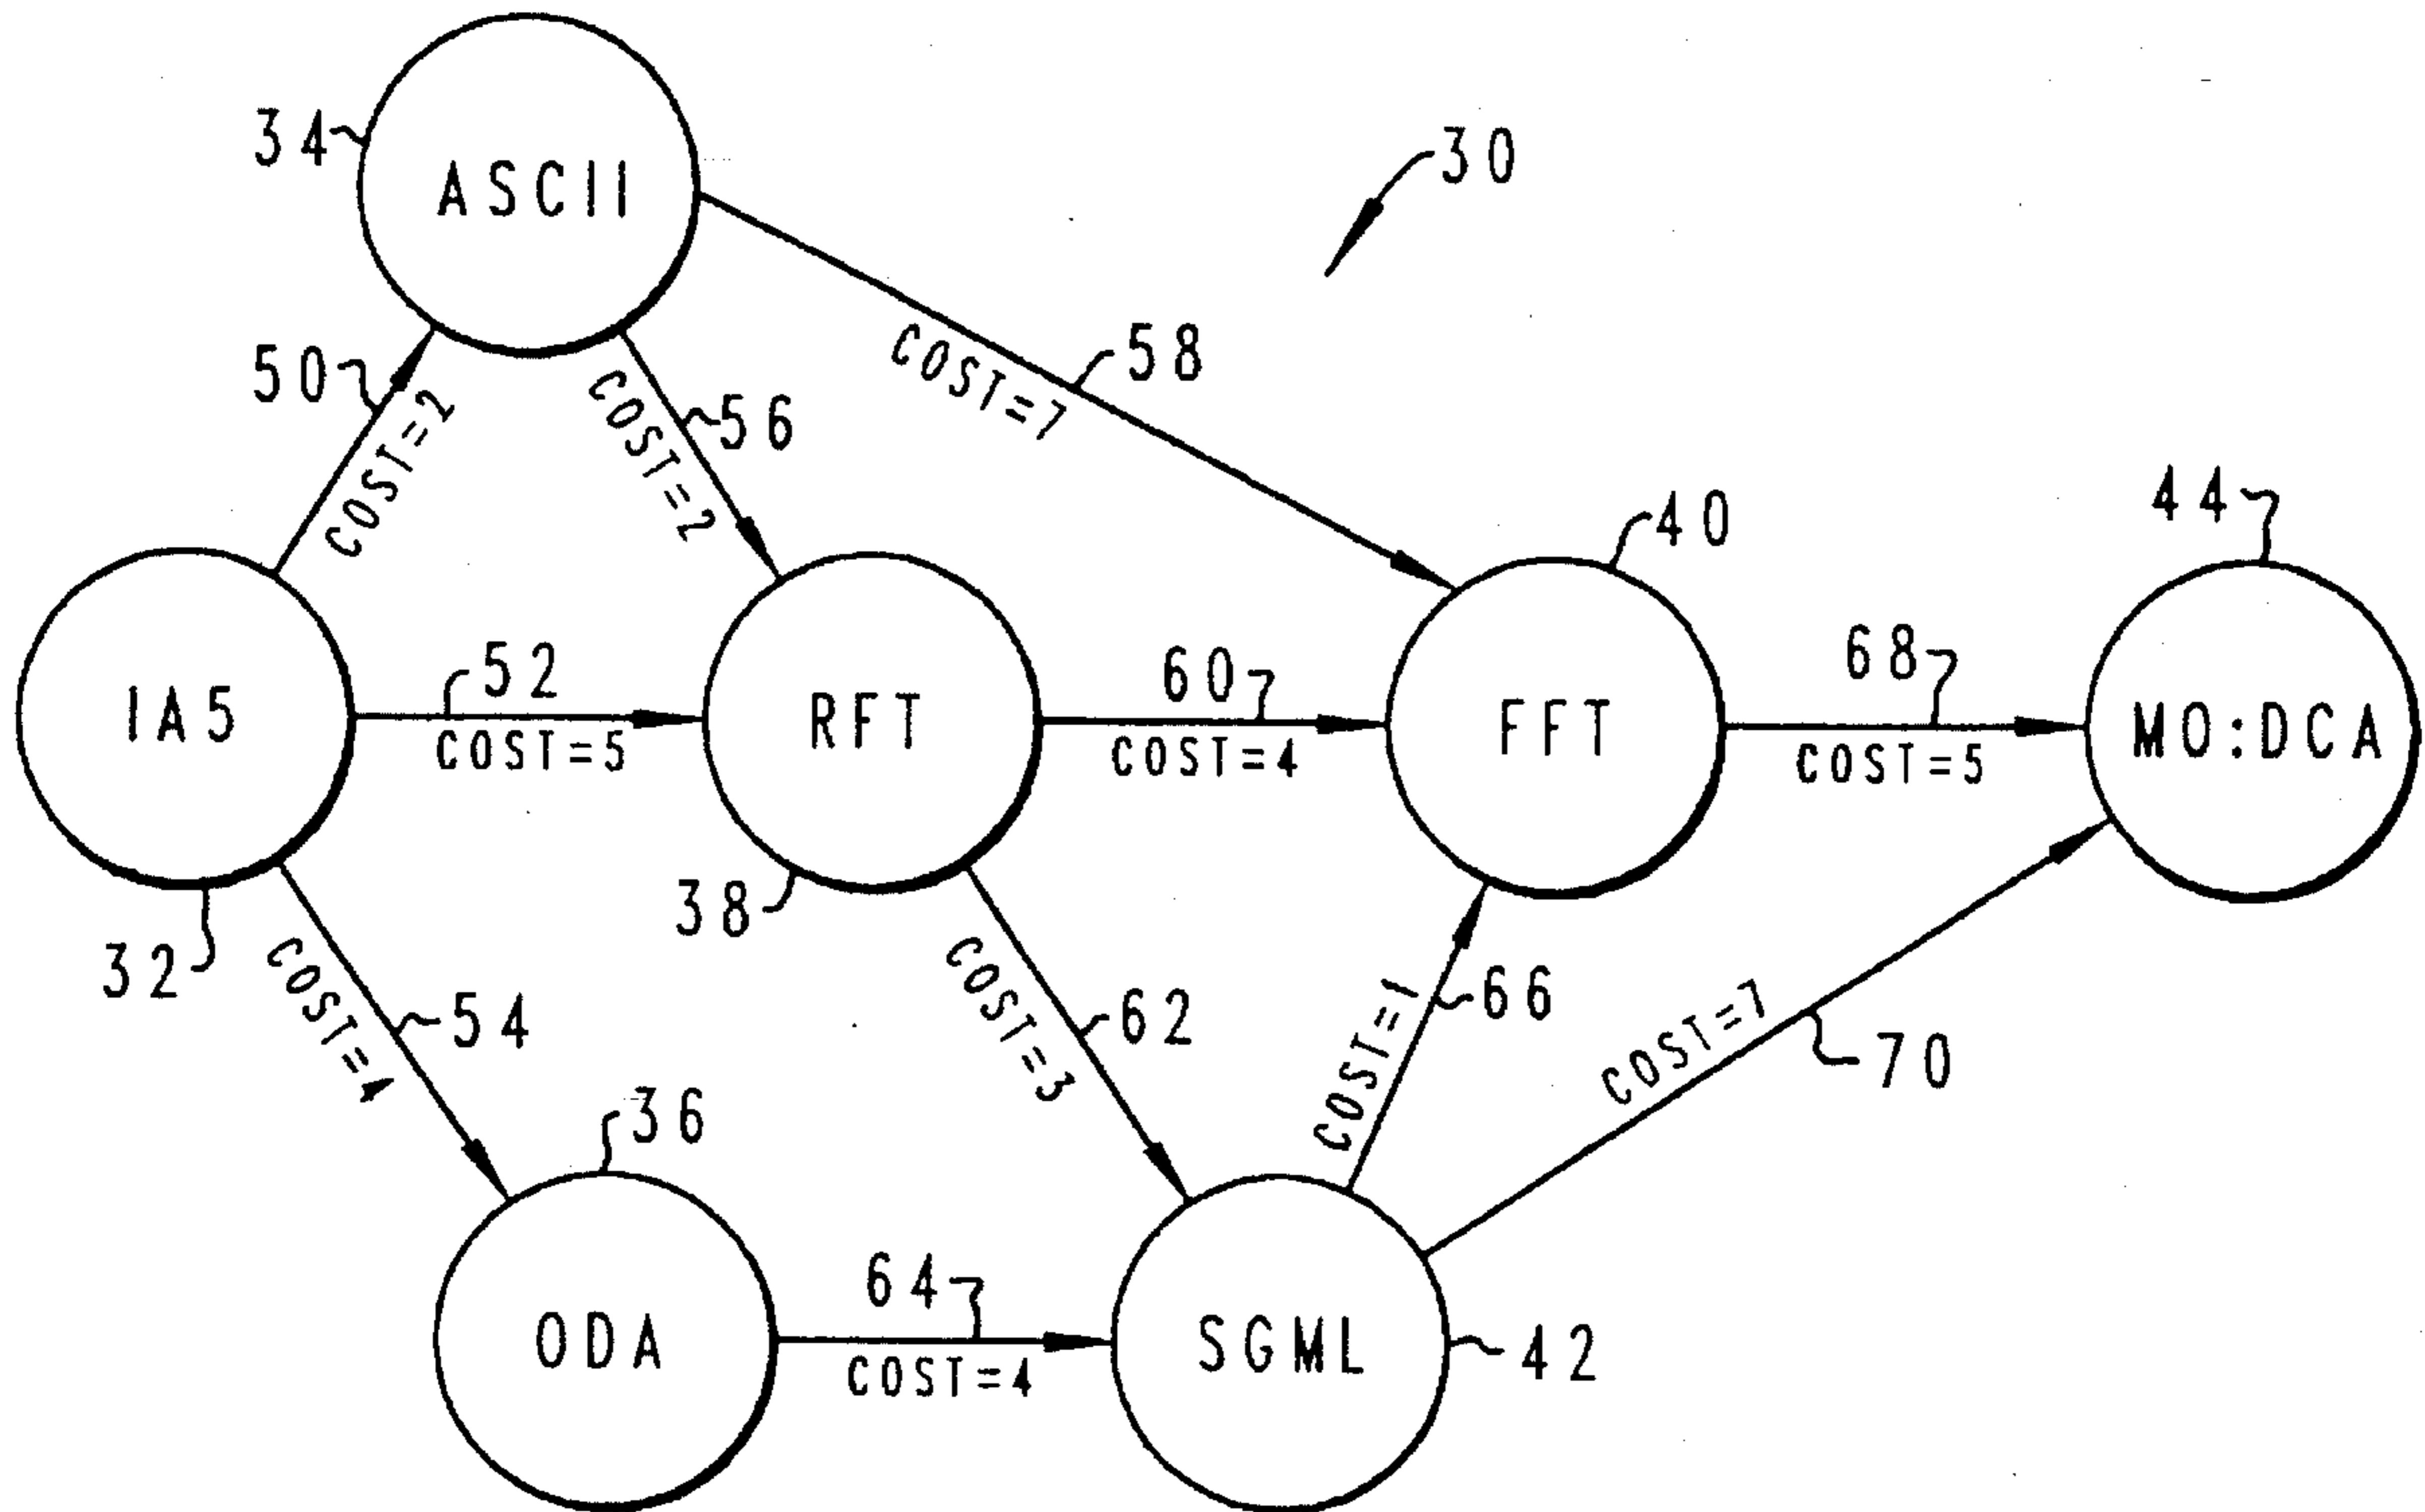 34
ASCII
30
50
COST=2
56
COST=2
58
COST=7
40
44
IA5
32
52
COST=5
RFT
38
60
COST=4
FFT
68
COST=5
MO:DCA
54
COST=4
62
COST=3
66
COST=1
70
COST=7
36
ODA
64
COST=4
SGML
42